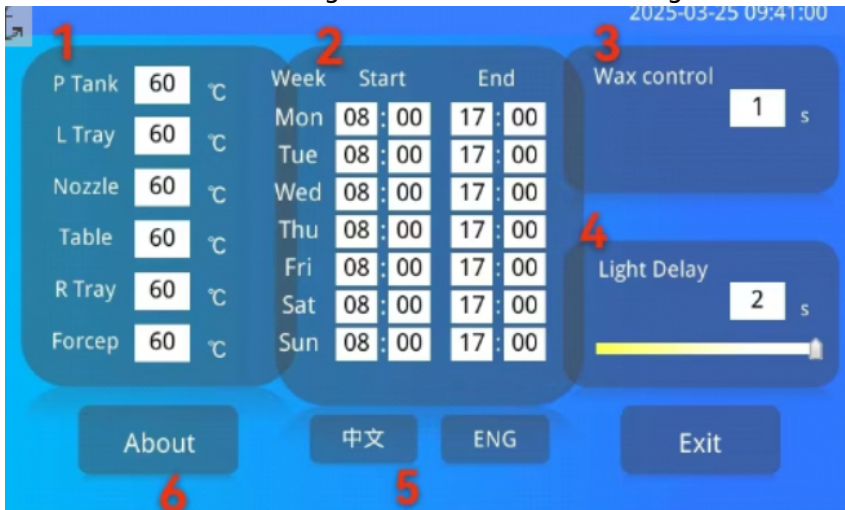 2025-03-25 09:41:00
1
P Tank 60 ℃
L Tray 60 ℃
Nozzle 60 ℃
Table 60 ℃
R Tray 60 ℃
Forcep 60 ℃
2
Week Start End
Mon 08 : 00 17 : 00
Tue 08 : 00 17 : 00
Wed 08 : 00 17 : 00
Thu 08 : 00 17 : 00
Fri 08 : 00 17 : 00
Sat 08 : 00 17 : 00
Sun 08 : 00 17 : 00
3
Wax control
1 s
4
Light Delay
2 s
About
中文 ENG
Exit
6
5